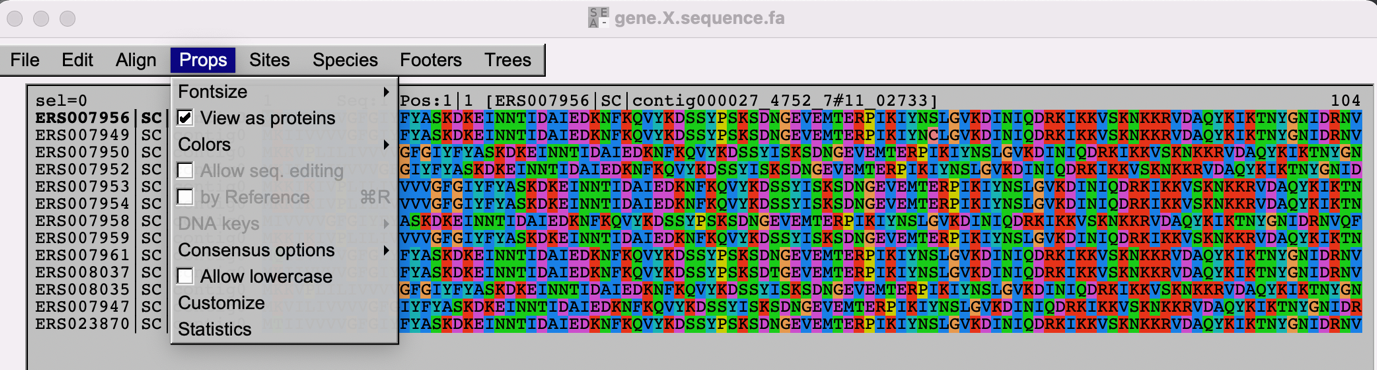 gene.X.sequence.fa
File Edit Align Props Sites Species Footers Trees
sel=0 Pos:1|1 [ERS007956|SC|contig000027_4752_7#11_02733] 104
Fontsize
View as proteins
Colors
Allow seq. editing
by Reference ⌘R
DNA keys
Consensus options
Allow lowercase
Customize
Statistics
ERS007956|SC| FYASKDKEINNTIDAIEDKNFKQVYKDSSYPSKSDNGEVEMTERPIKIYNSLGVKDINIQDRKIKKVSKNKKRVDAQYKIKTNYGNIDRNV
ERS007949|SC FYASKDKEINNTIDAIEDKNFKQVYKDSSYPSKSDNGEVEMTERPIKIYNCLGVKDINIQDRKIKKVSKNKKRVDAQYKIKTNYGNIDRNV
ERS007950|SC GFGIYFYASKDKEINNTIDAIEDKNFKQVYKDSSYISKSDNGEVEMTERPIKIYNSLGVKDINIQDRKIKKVSKNKKRVDAQYKIKTNYGN
ERS007952|SC GIYFYASKDKEINNTIDAIEDKNFKQVYKDSSYISKSDNGEVEMTERPIKIYNSLGVKDINIQDRKIKKVSKNKKRVDAQYKIKTNYGNID
ERS007953|SC VVVGFGIYFYASKDKEINNTIDAIEDKNFKQVYKDSSYISKSDNGEVEMTERPIKIYNSLGVKDINIQDRKIKKVSKNKKRVDAQYKIKTN
ERS007954|SC VVVGFGIYFYASKDKEINNTIDAIEDKNFKQVYKDSSYISKSDNGEVEMTERPIKIYNSLGVKDINIQDRKIKKVSKNKKRVDAQYKIKTN
ERS007958|SC ASKDKEINNTIDAIEDKNFKQVYKDSSYPSKSDNGEVEMTERPIKIYNSLGVKDINIQDRKIKKVSKNKKRVDAQYKIKTNYGNIDRNVQF
ERS007959|SC VVVGFGIYFYASKDKEINNTIDAIEDKNFKQVYKDSSYISKSDNGEVEMTERPIKIYNSLGVKDINIQDRKIKKVSKNKKRVDAQYKIKTN
ERS007961|SC FYASKDKEINNTIDAIEDKNFKQVYKDSSYPSKSDNGEVEMTERPIKIYNSLGVKDINIQDRKIKKVSKNKKRVDAQYKIKTNYGNIDRNV
ERS008037|SC FYASKDKEINNTIDAIEDKNFKQVYKDSSYPSKSDTGEVEMTERPIKIYNSLGVKDINIQDRKIKKVSKNKKRVDAQYKIKTNYGNIDRNV
ERS008035|SC GFGIYFYASKDKEINNTIDAIEDKNFKQVYKDSSYISKSDNGEVEMTERPIKIYNSLGVKDINIQDRKIKKVSKNKKRVDAQYKIKTNYGN
ERS007947|SC IYFYASKDKEINNTIDAIEDKNFKQVYKDSSYISKSDNGEVEMTERPIKIYNSLGVKDINIQDRKIKKVSKNKKRVDAQYKIKTNYGNIDR
ERS023870|SC FYASKDKEINNTIDAIEDKNFKQVYKDSSYPSKSDNGEVEMTERPIKIYNSLGVKDINIQDRKIKKVSKNKKRVDAQYKIKTNYGNIDRNV